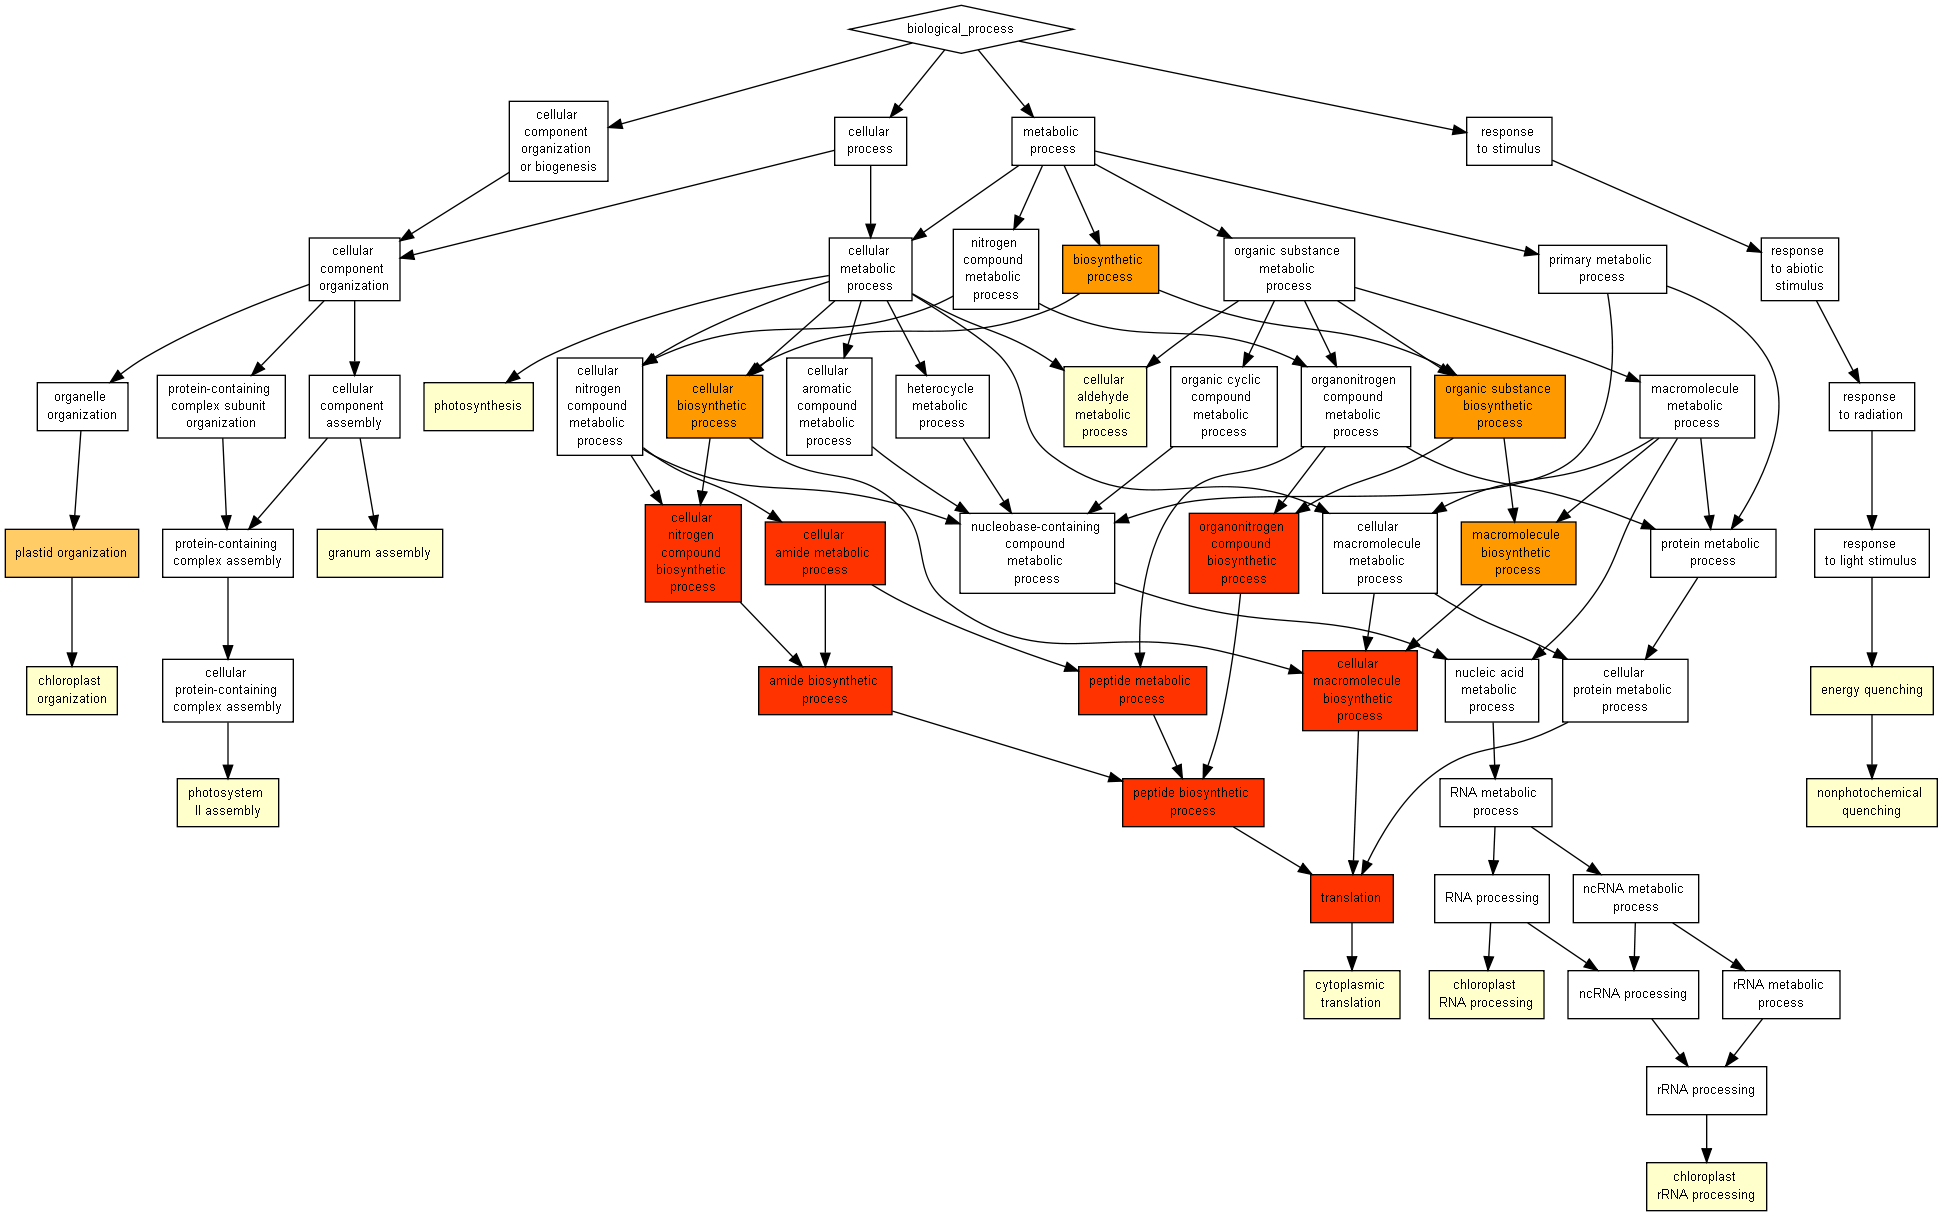 biological_process
cellular
component
organization
or biogenesis
cellular
process
metabolic
process
response
to stimulus
cellular
component
organization
cellular
metabolic
process
nitrogen
compound
metabolic
process
biosynthetic
process
organic substance
metabolic
process
primary metabolic
process
response
to abiotic
stimulus
organelle
organization
protein-containing
complex subunit
organization
cellular
component
assembly
photosynthesis
cellular
nitrogen
compound
metabolic
process
cellular
biosynthetic
process
cellular
aromatic
compound
metabolic
process
heterocycle
metabolic
process
cellular
aldehyde
metabolic
process
organic cyclic
compound
metabolic
process
organonitrogen
compound
metabolic
process
organic substance
biosynthetic
process
macromolecule
metabolic
process
response
to radiation
plastid organization
protein-containing
complex assembly
granum assembly
cellular
nitrogen
compound
biosynthetic
process
cellular
amide metabolic
process
nucleobase-containing
compound
metabolic
process
organonitrogen
compound
biosynthetic
process
cellular
macromolecule
metabolic
process
macromolecule
biosynthetic
process
protein metabolic
process
response
to light stimulus
chloroplast
organization
cellular
protein-containing
complex assembly
amide biosynthetic
process
peptide metabolic
process
cellular
macromolecule
biosynthetic
process
nucleic acid
metabolic
process
cellular
protein metabolic
process
energy quenching
photosystem
II assembly
peptide biosynthetic
process
RNA metabolic
process
nonphotochemical
quenching
translation
RNA processing
ncRNA metabolic
process
cytoplasmic
translation
chloroplast
RNA processing
ncRNA processing
rRNA metabolic
process
rRNA processing
chloroplast
rRNA processing